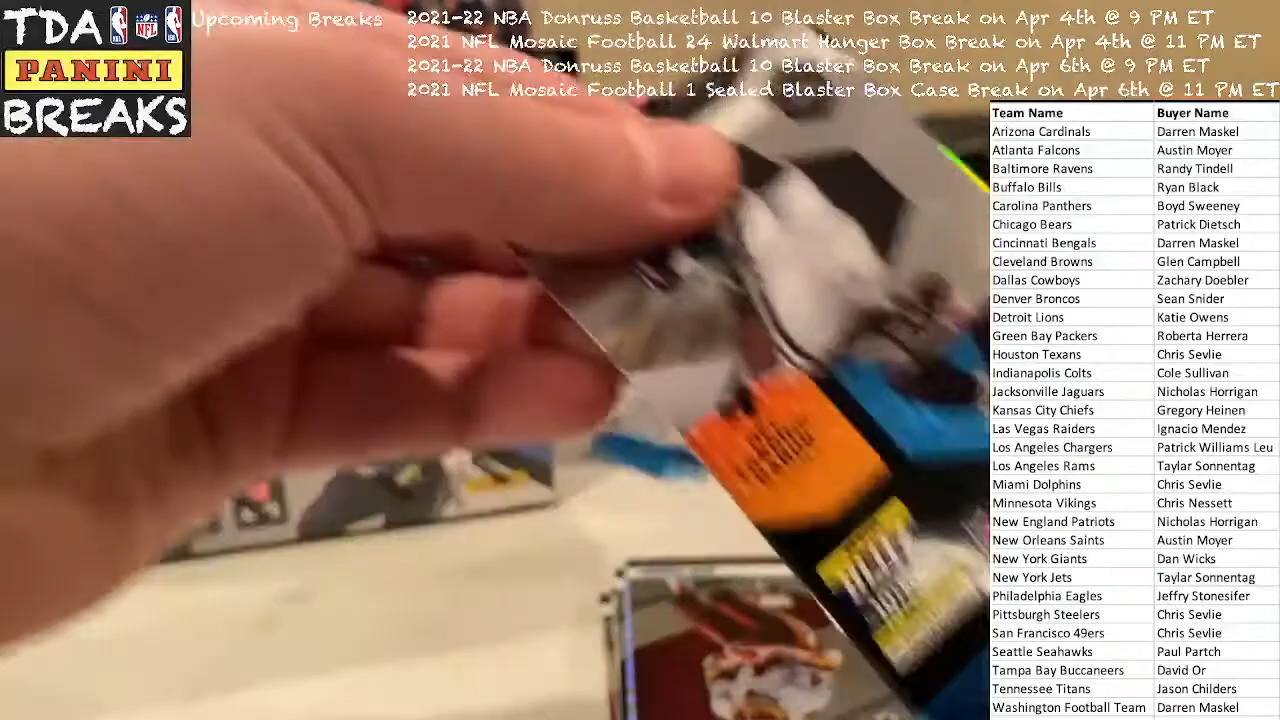 TDA
PANINI
BREAKS
Upcoming Breaks
2021-22 NBA Donruss Basketball 10 Blaster Box Break on Apr 4th @ 9 PM ET
2021 NFL Mosaic Football 24 Walmart Hanger Box Break on Apr 4th @ 11 PM ET
2021-22 NBA Donruss Basketball 10 Blaster Box Break on Apr 6th @ 9 PM ET
2021 NFL Mosaic Football 1 Sealed Blaster Box Case Break on Apr 6th @ 11 PM ET
Team Name Buyer Name
Arizona Cardinals Darren Maskel
Atlanta Falcons Austin Moyer
Baltimore Ravens Randy Tindell
Buffalo Bills Ryan Black
Carolina Panthers Boyd Sweeney
Chicago Bears Patrick Dietsch
Cincinnati Bengals Darren Maskel
Cleveland Browns Glen Campbell
Dallas Cowboys Zachary Doebler
Denver Broncos Sean Snider
Detroit Lions Katie Owens
Green Bay Packers Roberta Herrera
Houston Texans Chris Sevlie
Indianapolis Colts Cole Sullivan
Jacksonville Jaguars Nicholas Horrigan
Kansas City Chiefs Gregory Heinen
Las Vegas Raiders Ignacio Mendez
Los Angeles Chargers Patrick Williams Leu
Los Angeles Rams Taylar Sonnentag
Miami Dolphins Chris Sevlie
Minnesota Vikings Chris Nessett
New England Patriots Nicholas Horrigan
New Orleans Saints Austin Moyer
New York Giants Dan Wicks
New York Jets Taylar Sonnentag
Philadelphia Eagles Jeffry Stonesifer
Pittsburgh Steelers Chris Sevlie
San Francisco 49ers Chris Sevlie
Seattle Seahawks Paul Partch
Tampa Bay Buccaneers David Or
Tennessee Titans Jason Childers
Washington Football Team Darren Maskel